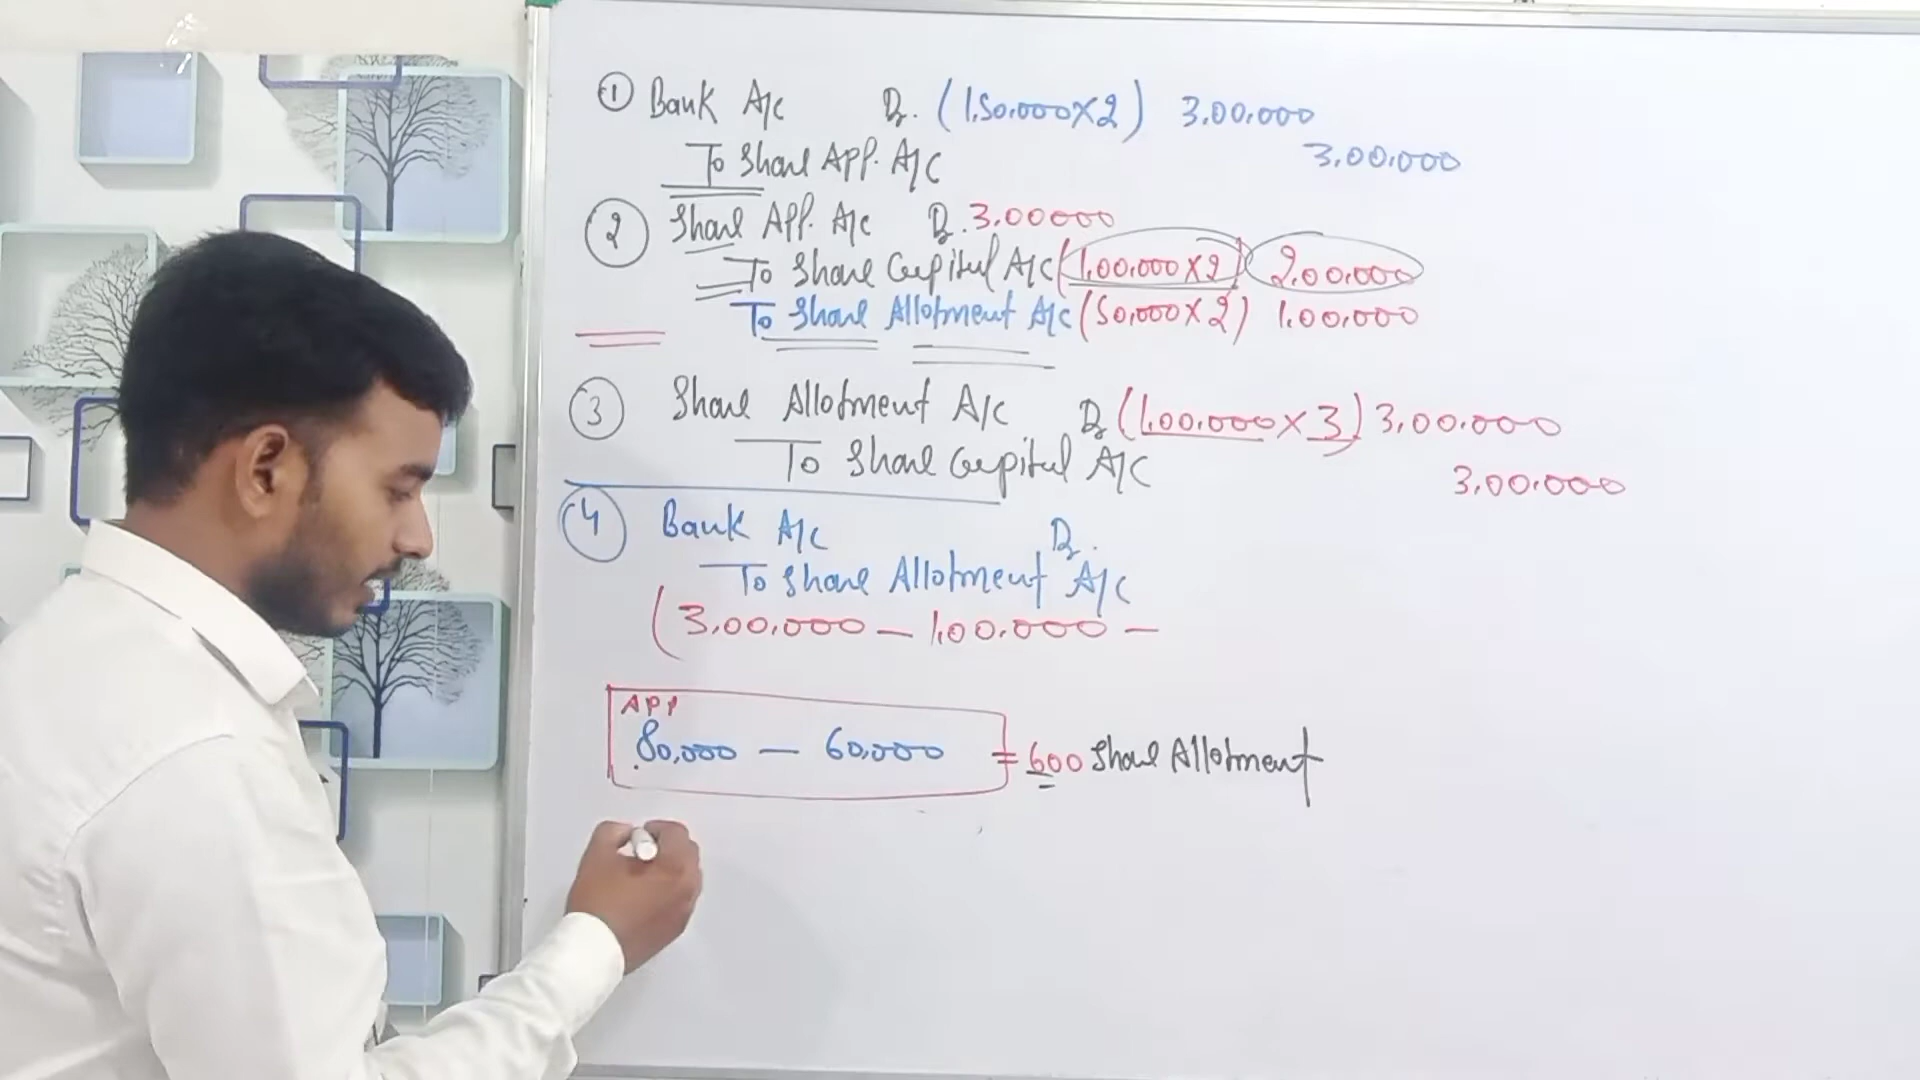 ① Bank A/c Dr. (1,50,000×2) 3,00,000
To Share APP. A/C 3,00,000
② Share APP. A/c Dr. 3,00000
To Share Capital A/C (1,00,000×2) 2,00,000
To Share Allotment A/c (50,000×2) 1,00,000
③ Share Allotment A/C Dr (1,00,000×3) 3,00,000
To Share Capital A/C 3,00,000
④ Bank A/c Dr.
To Share Allotment A/c
(3,00,000 – 1,00,000 –
APP
80,000 – 60,000 = 600 Share Allotment